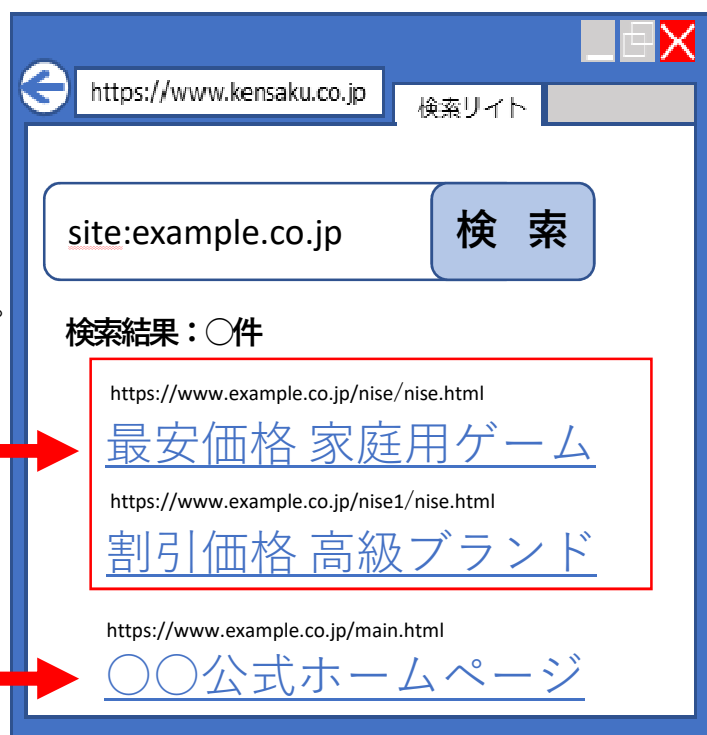 https://www.kensaku.co.jp
検索リイト
site:example.co.jp
検 索
。
検索結果：○件
https://www.example.co.jp/nise/nise.html
最安価格 家庭用ゲーム
https://www.example.co.jp/nise1/nise.html
割引価格 高級ブランド
https://www.example.co.jp/main.html
○○公式ホームページ